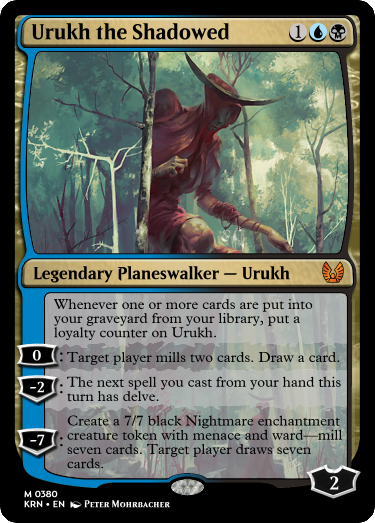 Urukh the Shadowed 1
Legendary Planeswalker — Urukh
Whenever one or more cards are put into
your graveyard from your library, put a
loyalty counter on Urukh.
0 : Target player mills two cards. Draw a card.
-2 : The next spell you cast from your hand this
turn has delve.
Create a 7/7 black Nightmare enchantment
-7 : creature token with menace and ward—mill
seven cards. Target player draws seven
cards.
2
M 0380
KRN • EN Peter Mohrbacher